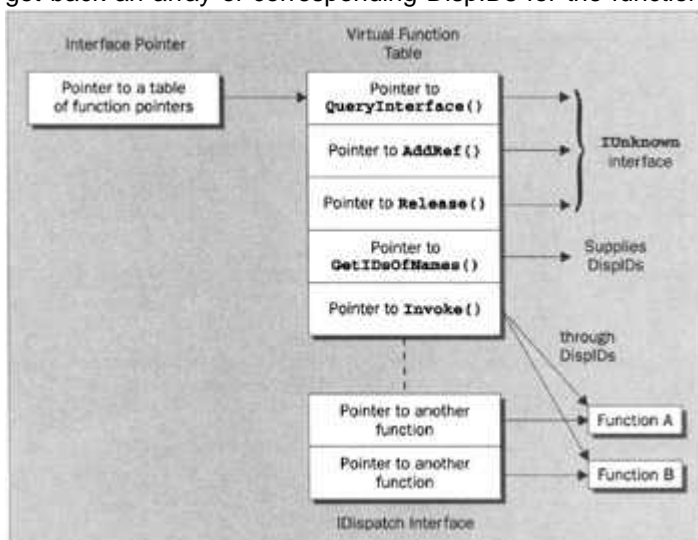 get back an array of corresponding DispIDs for the function
Interface Pointer
Virtual Function
Table
Pointer to a table
of function pointers
Pointer to
QueryInterface()
Pointer to AddRef()
Pointer to Release()
IUnknown
interface
Pointer to
GetIDsOfNames()
Supplies
DispIDs
Pointer to Invoke()
through
DispIDs
Pointer to another
function
Function A
Pointer to another
function
Function B
IDispatch Interface